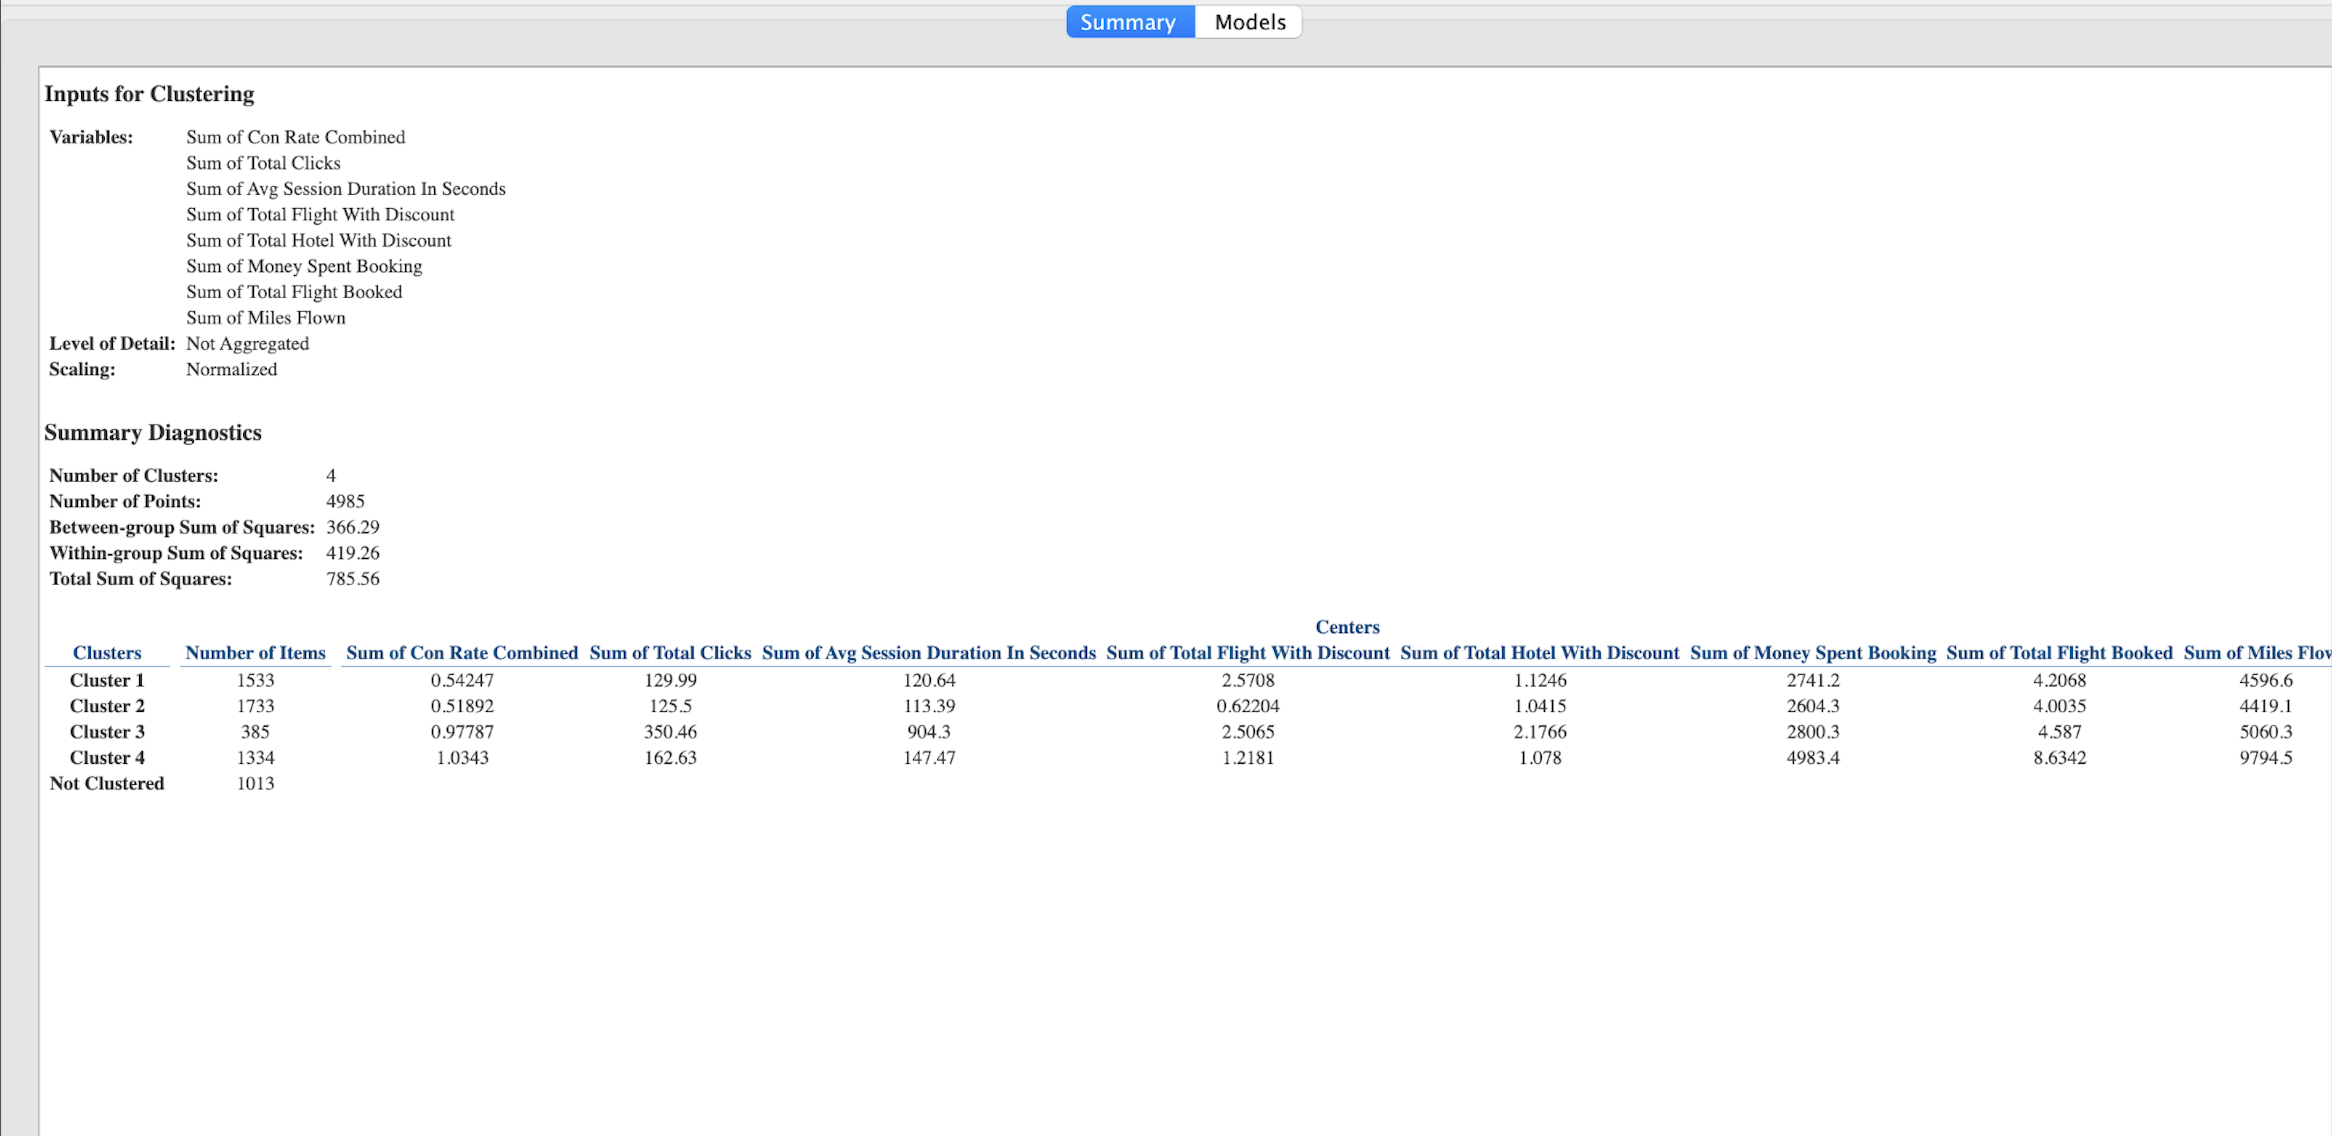 Summary Models
Inputs for Clustering
Variables: Sum of Con Rate Combined
Sum of Total Clicks
Sum of Avg Session Duration In Seconds
Sum of Total Flight With Discount
Sum of Total Hotel With Discount
Sum of Money Spent Booking
Sum of Total Flight Booked
Sum of Miles Flown
Level of Detail: Not Aggregated
Scaling: Normalized
Summary Diagnostics
Number of Clusters: 4
Number of Points: 4985
Between-group Sum of Squares: 366.29
Within-group Sum of Squares: 419.26
Total Sum of Squares: 785.56
Centers
Clusters Number of Items Sum of Con Rate Combined Sum of Total Clicks Sum of Avg Session Duration In Seconds Sum of Total Flight With Discount Sum of Total Hotel With Discount Sum of Money Spent Booking Sum of Total Flight Booked Sum of Miles Flow
Cluster 1 1533 0.54247 129.99 120.64 2.5708 1.1246 2741.2 4.2068 4596.6
Cluster 2 1733 0.51892 125.5 113.39 0.62204 1.0415 2604.3 4.0035 4419.1
Cluster 3 385 0.97787 350.46 904.3 2.5065 2.1766 2800.3 4.587 5060.3
Cluster 4 1334 1.0343 162.63 147.47 1.2181 1.078 4983.4 8.6342 9794.5
Not Clustered 1013